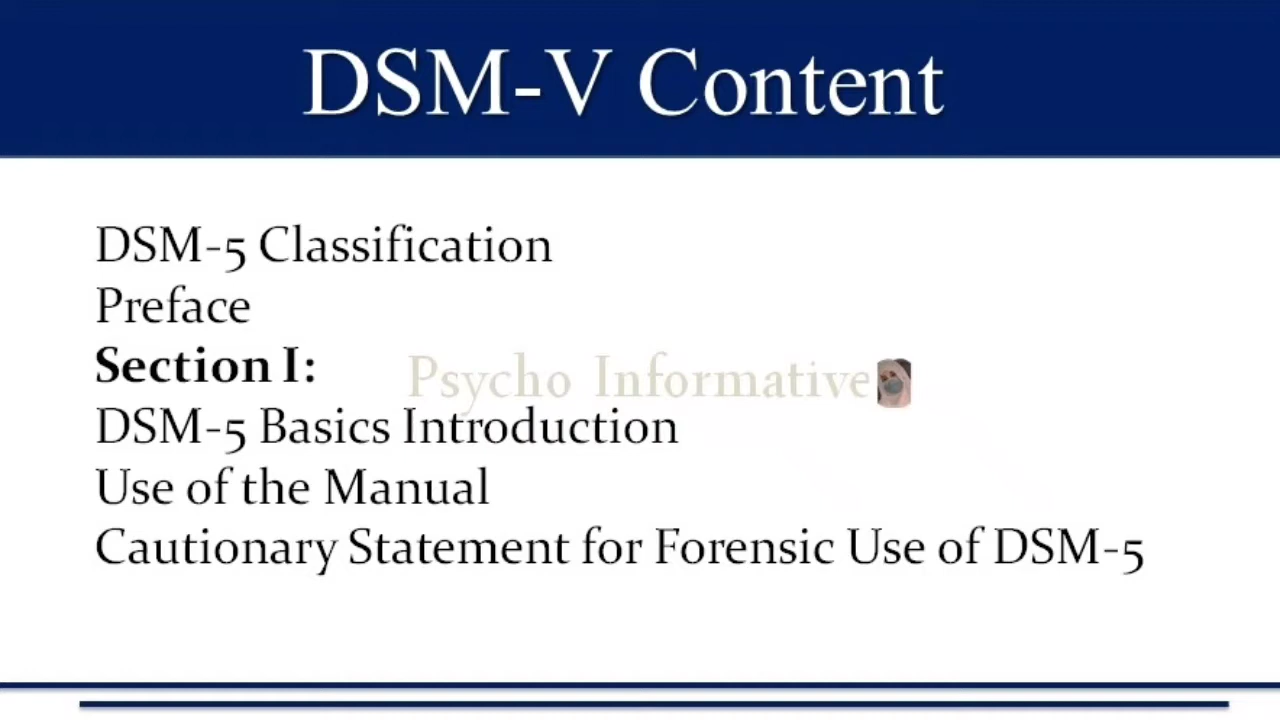 DSM-V Content
DSM-5 Classification
Preface
Section I:
Psycho Informative
DSM-5 Basics Introduction
Use of the Manual
Cautionary Statement for Forensic Use of DSM-5